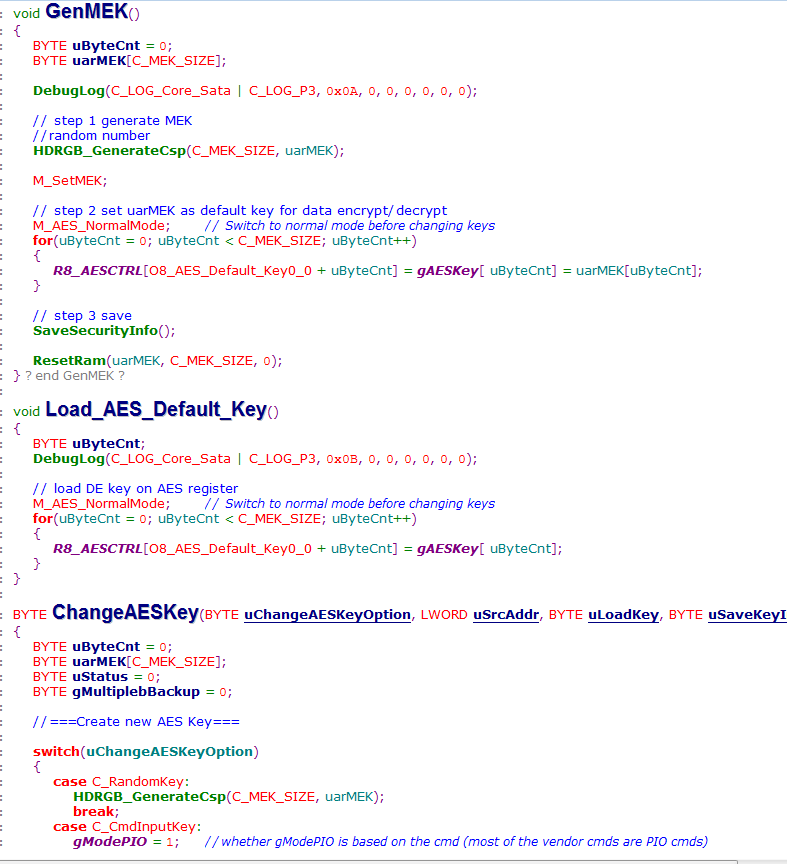 void GenMEK()
{
BYTE uByteCnt = 0;
BYTE uarMEK[C_MEK_SIZE];
DebugLog(C_LOG_Core_Sata | C_LOG_P3, 0x0A, 0, 0, 0, 0, 0, 0);
// step 1 generate MEK
//random number
HDRGB_GenerateCsp(C_MEK_SIZE, uarMEK);
M_SetMEK;
// step 2 set uarMEK as default key for data encrypt/decrypt
M_AES_NormalMode; // Switch to normal mode before changing keys
for(uByteCnt = 0; uByteCnt < C_MEK_SIZE; uByteCnt++)
{
R8_AESCTRL[O8_AES_Default_Key0_0 + uByteCnt] = gAESKey[ uByteCnt] = uarMEK[uByteCnt];
}
// step 3 save
SaveSecurityInfo();
ResetRam(uarMEK, C_MEK_SIZE, 0);
} ? end GenMEK ?
void Load_AES_Default_Key()
{
BYTE uByteCnt;
DebugLog(C_LOG_Core_Sata | C_LOG_P3, 0x0B, 0, 0, 0, 0, 0, 0);
// load DE key on AES register
M_AES_NormalMode; // Switch to normal mode before changing keys
for(uByteCnt = 0; uByteCnt < C_MEK_SIZE; uByteCnt++)
{
R8_AESCTRL[O8_AES_Default_Key0_0 + uByteCnt] = gAESKey[ uByteCnt];
}
}
BYTE ChangeAESKey(BYTE uChangeAESKeyOption, LWORD uSrcAddr, BYTE uLoadKey, BYTE uSaveKeyI
{
BYTE uByteCnt = 0;
BYTE uarMEK[C_MEK_SIZE];
BYTE uStatus = 0;
BYTE gMultiplebBackup = 0;
//===Create new AES Key===
switch(uChangeAESKeyOption)
{
case C_RandomKey:
HDRGB_GenerateCsp(C_MEK_SIZE, uarMEK);
break;
case C_CmdInputKey:
gModePIO = 1; //whether gModePIO is based on the cmd (most of the vendor cmds are PIO cmds)